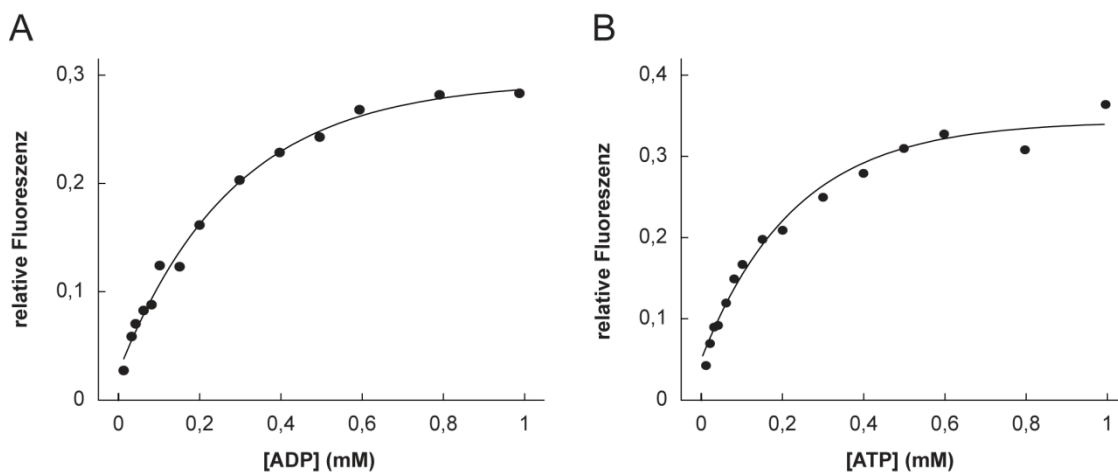 A
0,3
0,2
0,1
0
relative Fluoreszenz
0 0,2 0,4 0,6 0,8 1
[ADP] (mM)
B
0,4
0,3
0,2
0,1
0
relative Fluoreszenz
0 0,2 0,4 0,6 0,8 1
[ATP] (mM)